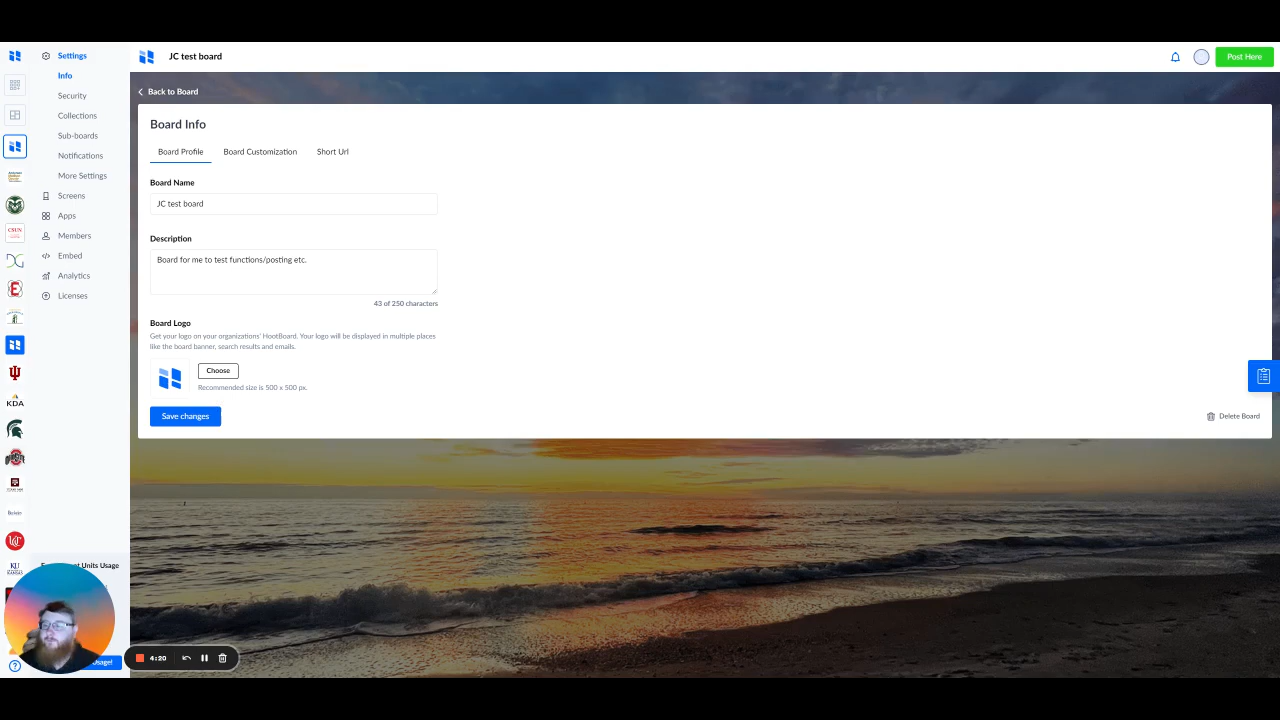 Settings
Info
Security
Collections
Sub-boards
Notifications
More Settings
Screens
Apps
Members
Embed
Analytics
Licenses
Units Usage
Usage!
CSUN
KDA
KU
KANSAS
JC test board
Post Here
Back to Board
Board Info
Board Profile
Board Customization
Short Url
Board Name
JC test board
Description
Board for me to test functions/posting etc.
43 of 250 characters
Board Logo
Get your logo on your organizations' HootBoard. Your logo will be displayed in multiple places
like the board banner, search results and emails.
Choose
Recommended size is 500 x 500 px.
Save changes
Delete Board
4:20